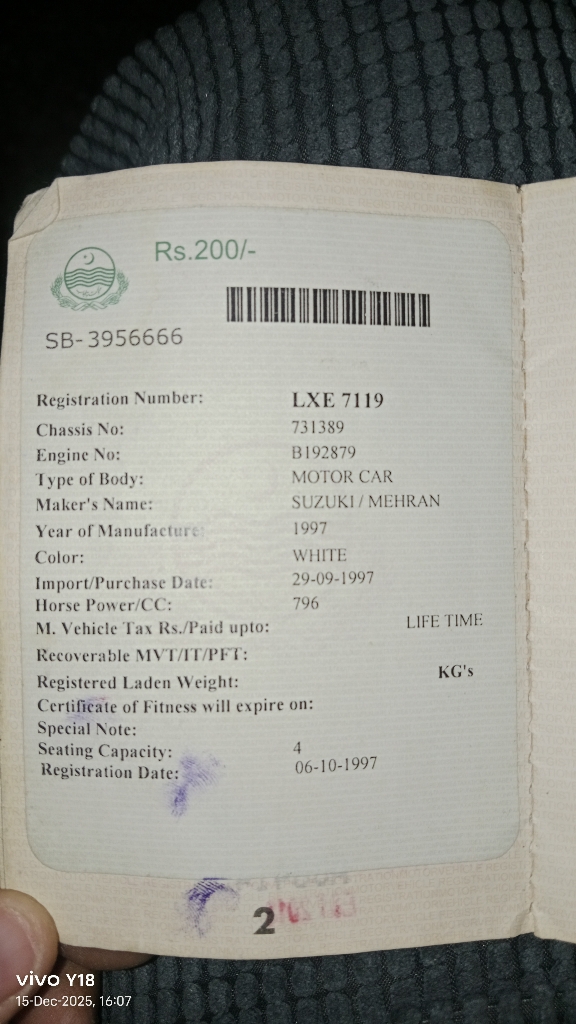 Rs.200/-
SB-3956666
Registration Number: LXE 7119
Chassis No: 731389
Engine No: B192879
Type of Body: MOTOR CAR
Maker's Name: SUZUKI / MEHRAN
Year of Manufacture: 1997
Color: WHITE
Import/Purchase Date: 29-09-1997
Horse Power/CC: 796
M. Vehicle Tax Rs./Paid upto: LIFE TIME
Recoverable MVT/IT/PFT:
Registered Laden Weight: KG's
Certificate of Fitness will expire on:
Special Note:
Seating Capacity: 4
Registration Date: 06-10-1997
2
vivo Y18
15-Dec-2025, 16:07